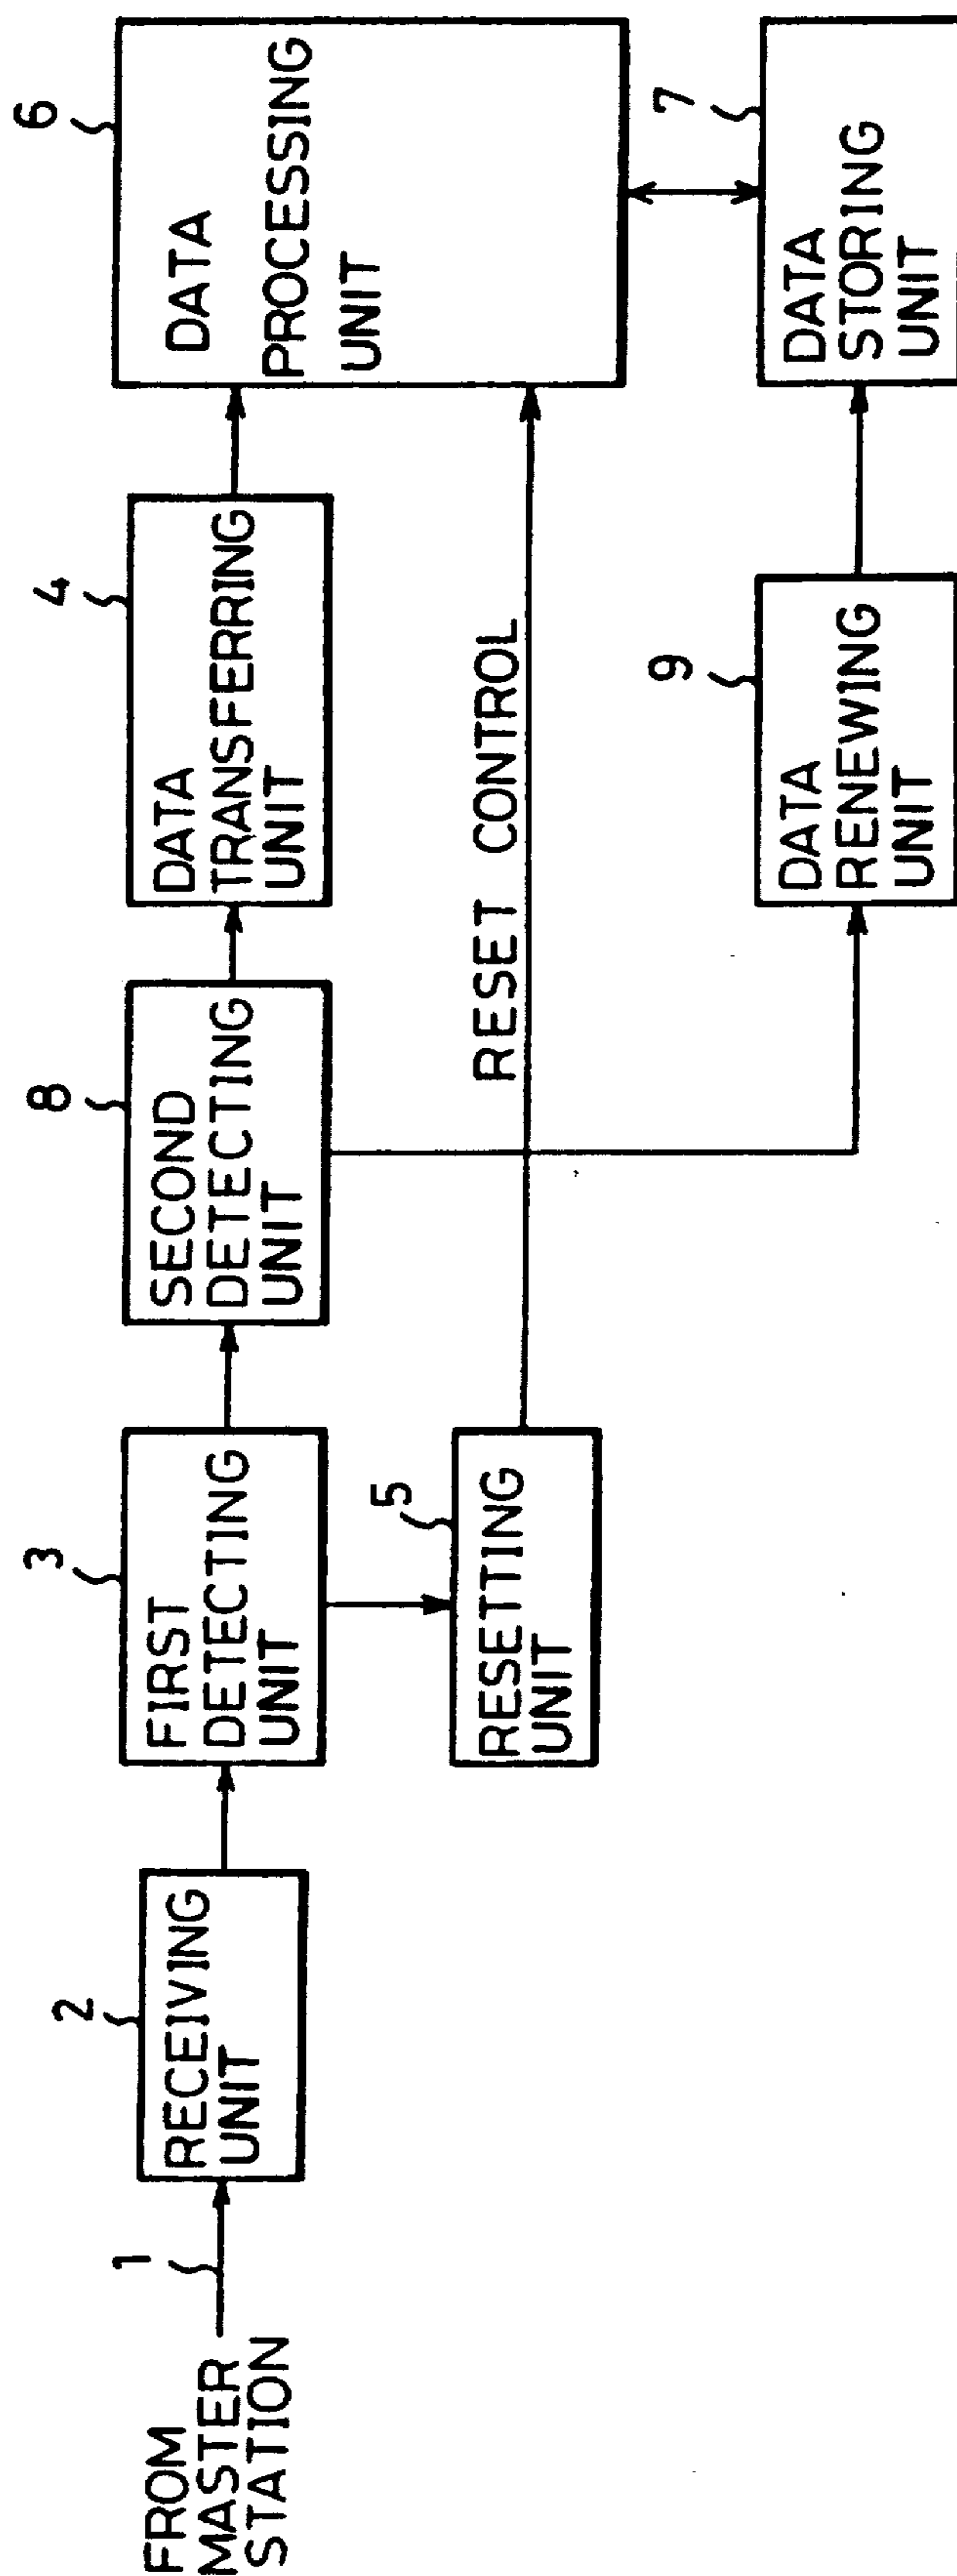 FROM
MASTER
STATION
1
2
RECEIVING
UNIT
3
FIRST
DETECTING
UNIT
5
RESETTING
UNIT
8
SECOND
DETECTING
UNIT
4
DATA
TRANSFERRING
UNIT
RESET CONTROL
9
DATA
RENEWING
UNIT
6
DATA
PROCESSING
UNIT
7
DATA
STORING
UNIT